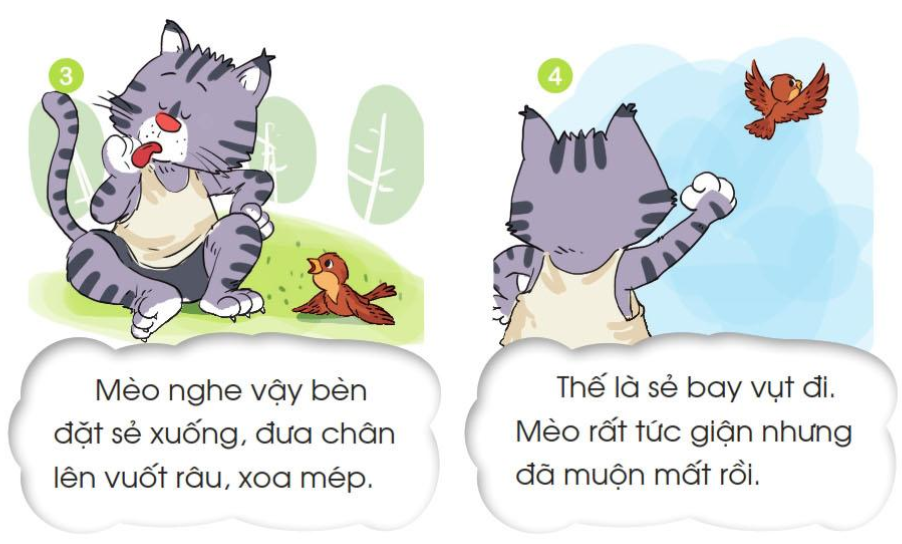 3
Mèo nghe vậy bèn
đặt sẻ xuống, đưa chân
lên vuốt râu, xoa mép.
4
Thế là sẻ bay vụt đi.
Mèo rất tức giận nhưng
đã muộn mất rồi.